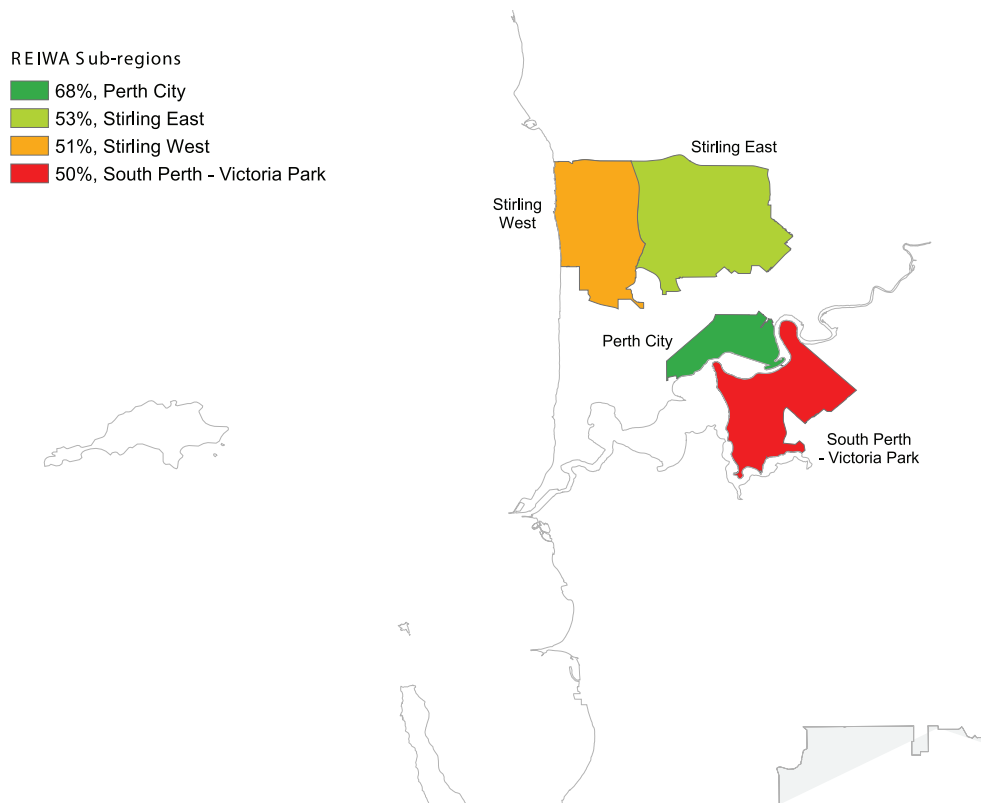 REIWA Sub-regions
68%, Perth City
53%, Stirling East
51%, Stirling West
50%, South Perth - Victoria Park
Stirling East
Stirling
West
Perth City
South Perth
- Victoria Park